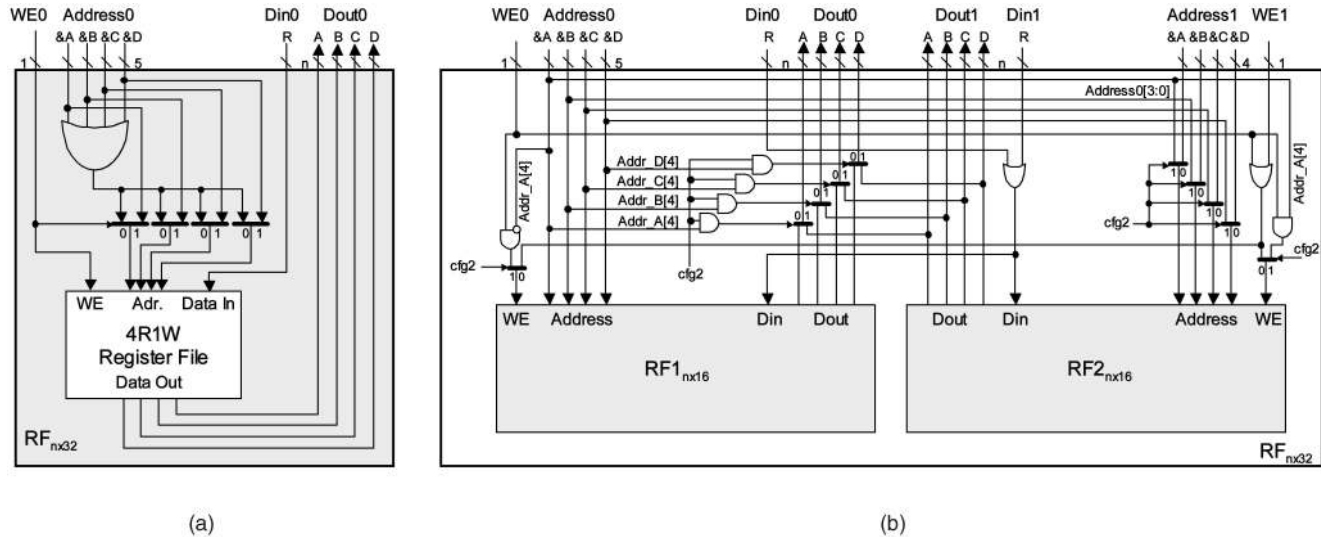 WE0 Address0 Din0 Dout0
&A &B &C &D R A B C D
1 5 n
0 1 0 1 0 1 0 1
WE Adr. Data In
4R1W
Register File
Data Out
RFnx32
(a)
WE0 Address0 Din0 Dout0 Dout1 Din1 Address1 WE1
&A &B &C &D R A B C D A B C D R &A &B &C &D
1 5 n n 4 1
Address0[3:0]
Addr_A[4]
Addr_D[4]
Addr_C[4]
Addr_B[4]
Addr_A[4]
Addr_A[4]
0 1
0 1
0 1
0 1
1 0
1 0
1 0
1 0
cfg2
cfg2
cfg2
cfg2
1 0
0 1
WE Address Din Dout
RF1nx16
Dout Din Address WE
RF2nx16
RFnx32
(b)